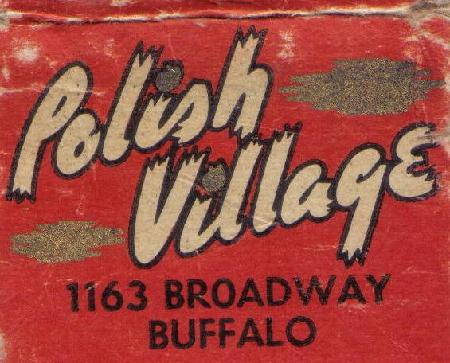 Polish
Village
1163 BROADWAY
BUFFALO